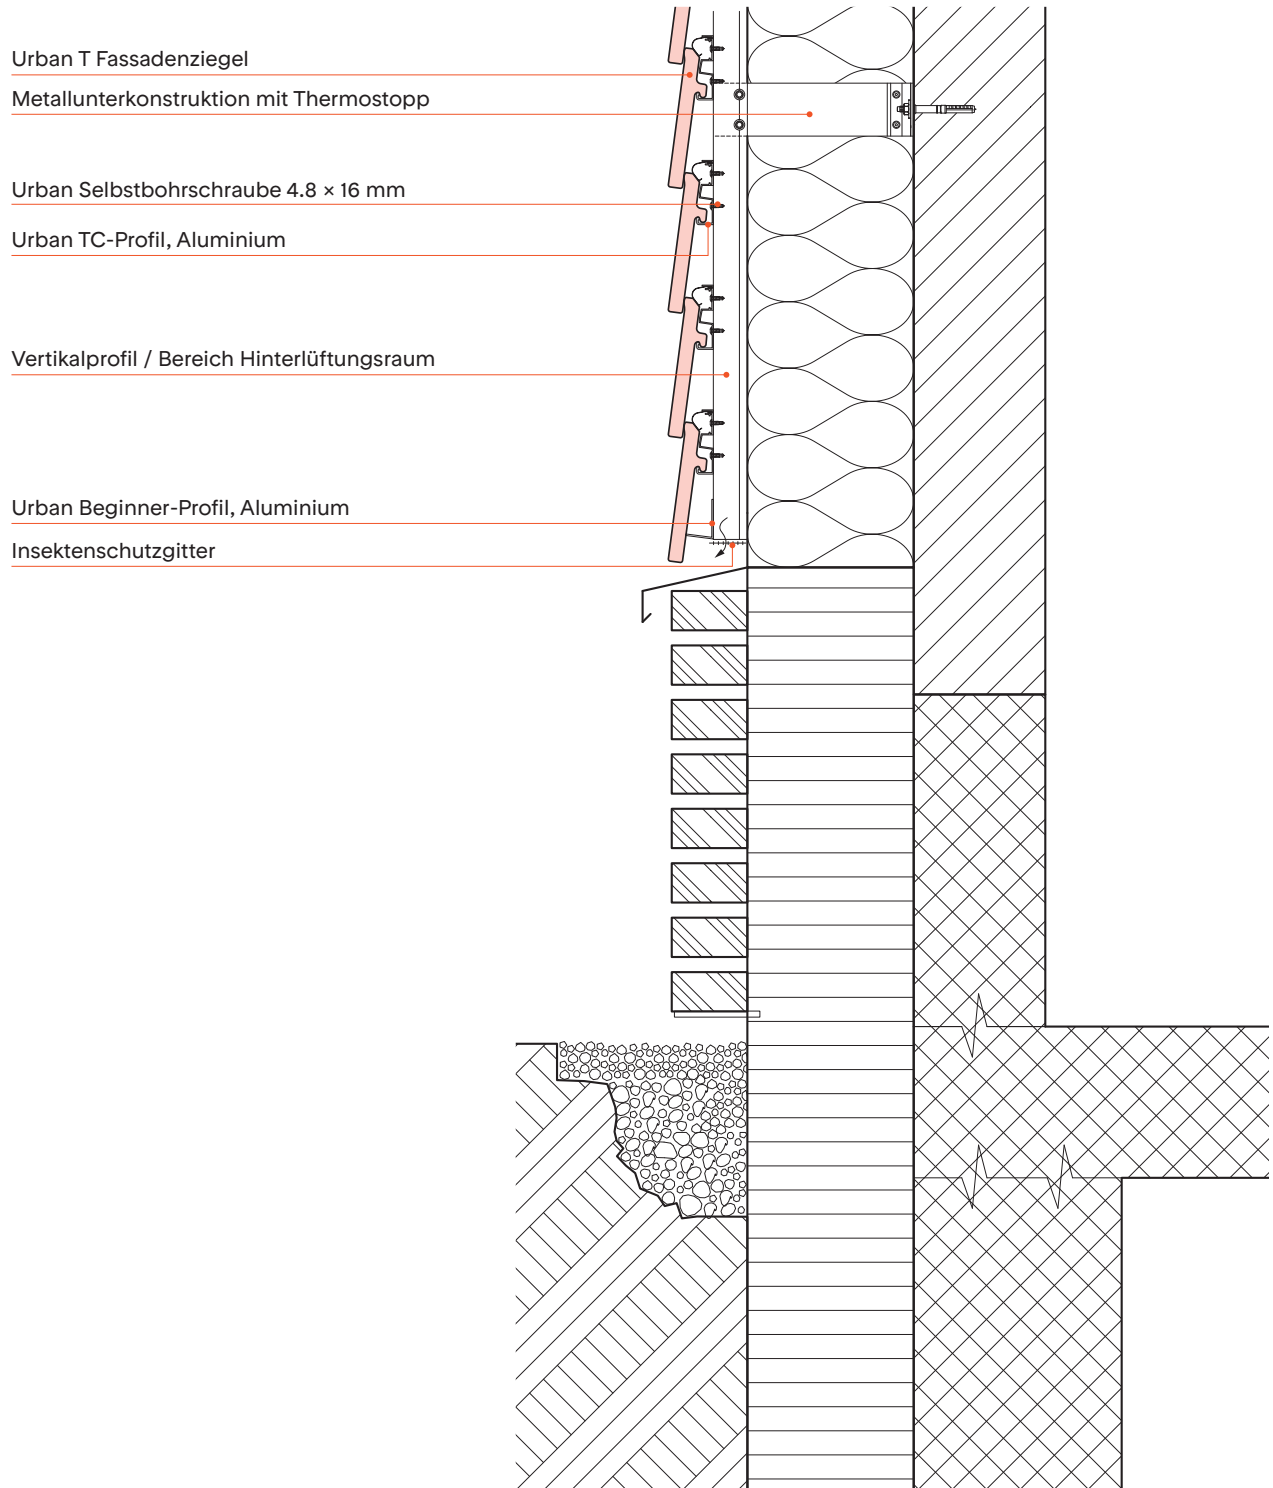 Urban T Fassadenziegel
Metallunterkonstruktion mit Thermostopp
Urban Selbstbohrschraube 4.8 × 16 mm
Urban TC-Profil, Aluminium
Vertikalprofil / Bereich Hinterlüftungsraum
Urban Beginner-Profil, Aluminium
Insektenschutzgitter